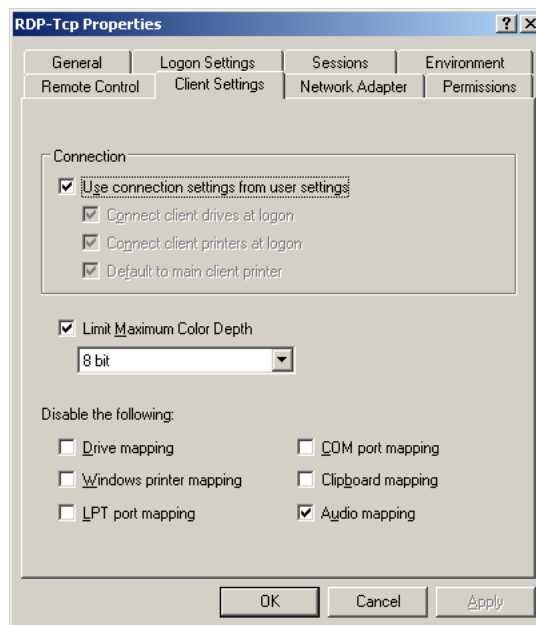 RDP-Tcp Properties
General Logon Settings Sessions Environment
Remote Control Client Settings Network Adapter Permissions
Connection
Use connection settings from user settings
Connect client drives at logon
Connect client printers at logon
Default to main client printer
Limit Maximum Color Depth
8 bit
Disable the following:
Drive mapping COM port mapping
Windows printer mapping Clipboard mapping
LPT port mapping Audio mapping
OK Cancel Apply